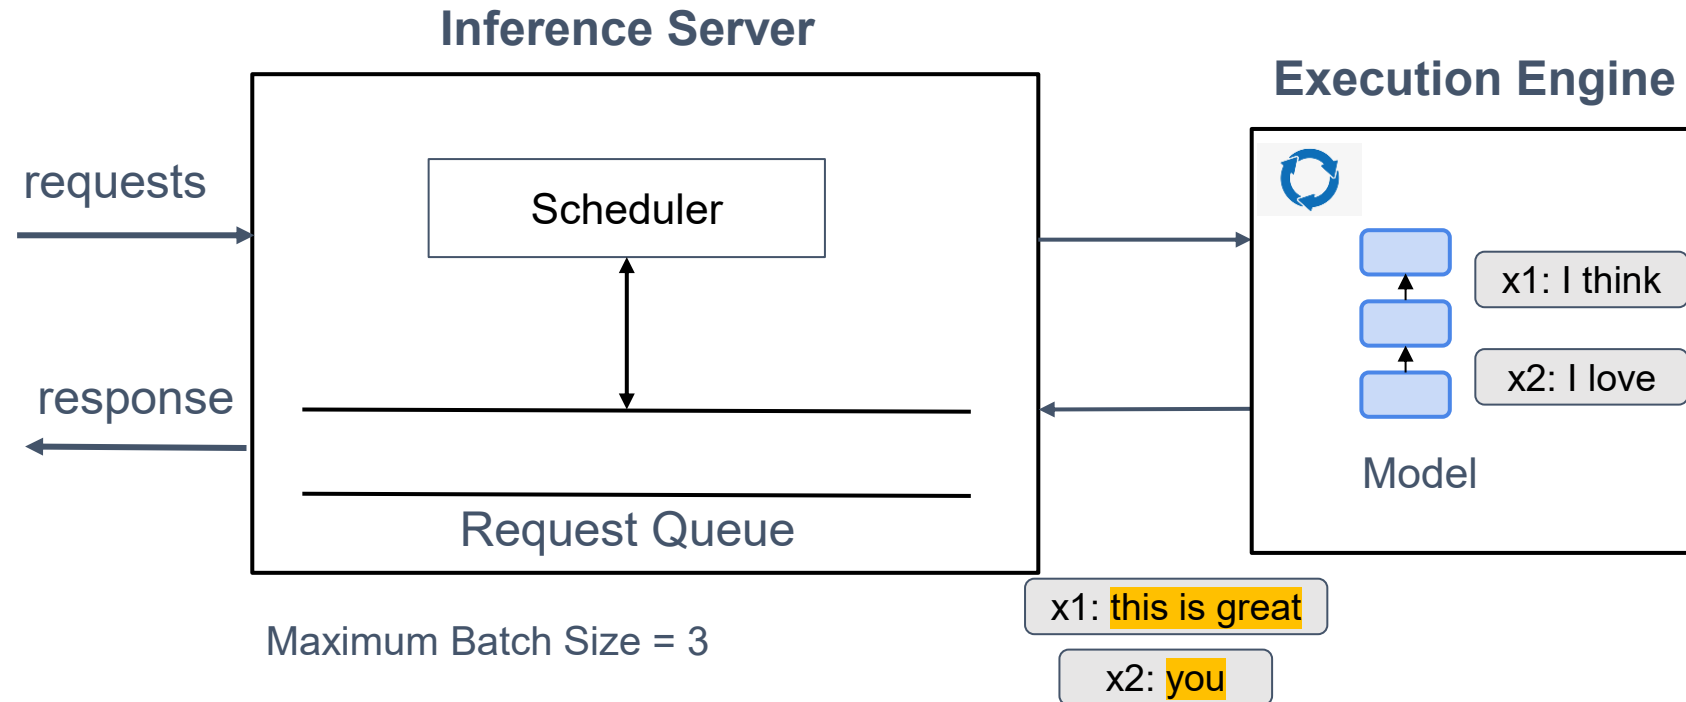 Inference Server
Execution Engine
requests
Scheduler
x1: I think
x2: I love
response
Model
Request Queue
x1: this is great
Maximum Batch Size = 3
x2: you